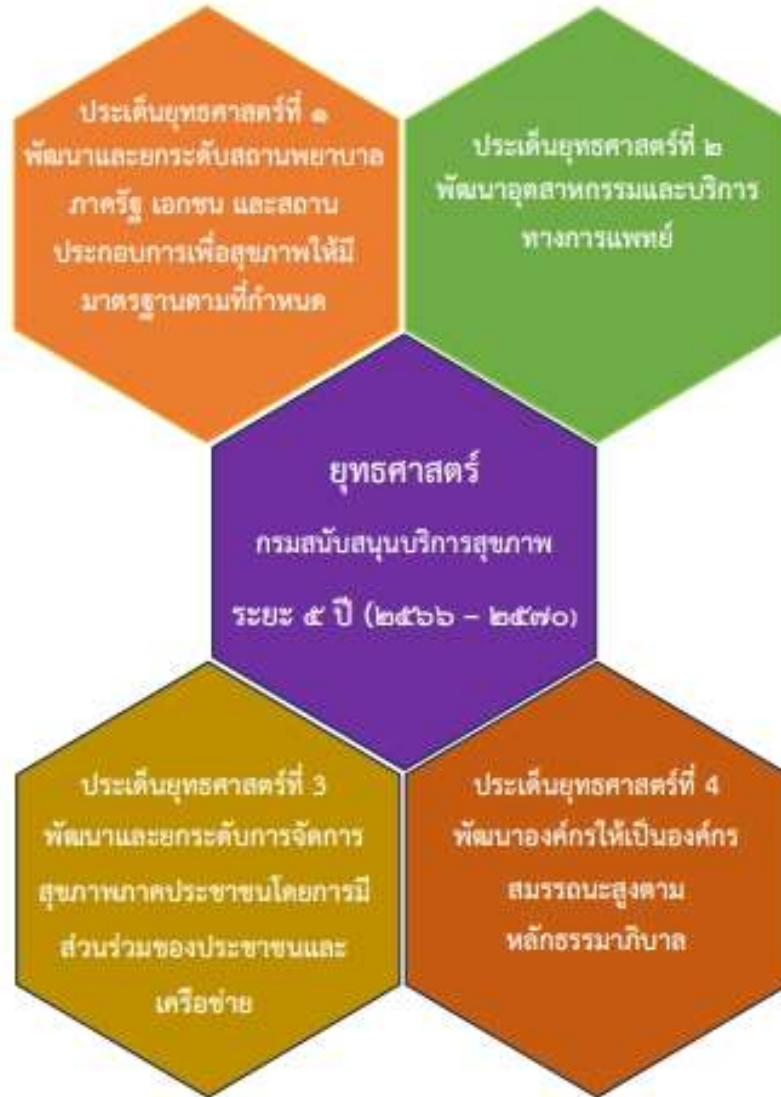 ประเด็นยุทธศาสตร์ที่ ๑
พัฒนาและยกระดับสถานพยาบาล
ภาครัฐ เอกชน และสถาน
ประกอบการเพื่อสุขภาพให้มี
มาตรฐานตามที่กำหนด
ประเด็นยุทธศาสตร์ที่ ๒
พัฒนาอุตสาหกรรมและบริการ
ทางการแพทย์
ยุทธศาสตร์
กรมสนับสนุนบริการสุขภาพ
ระยะ ๕ ปี (๒๕๖๖ – ๒๕๗๐)
ประเด็นยุทธศาสตร์ที่ 3
พัฒนาและยกระดับการจัดการ
สุขภาพภาคประชาชนโดยการมี
ส่วนร่วมของประชาชนและ
เครือข่าย
ประเด็นยุทธศาสตร์ที่ 4
พัฒนาองค์กรให้เป็นองค์กร
สมรรถนะสูงตาม
หลักธรรมาภิบาล